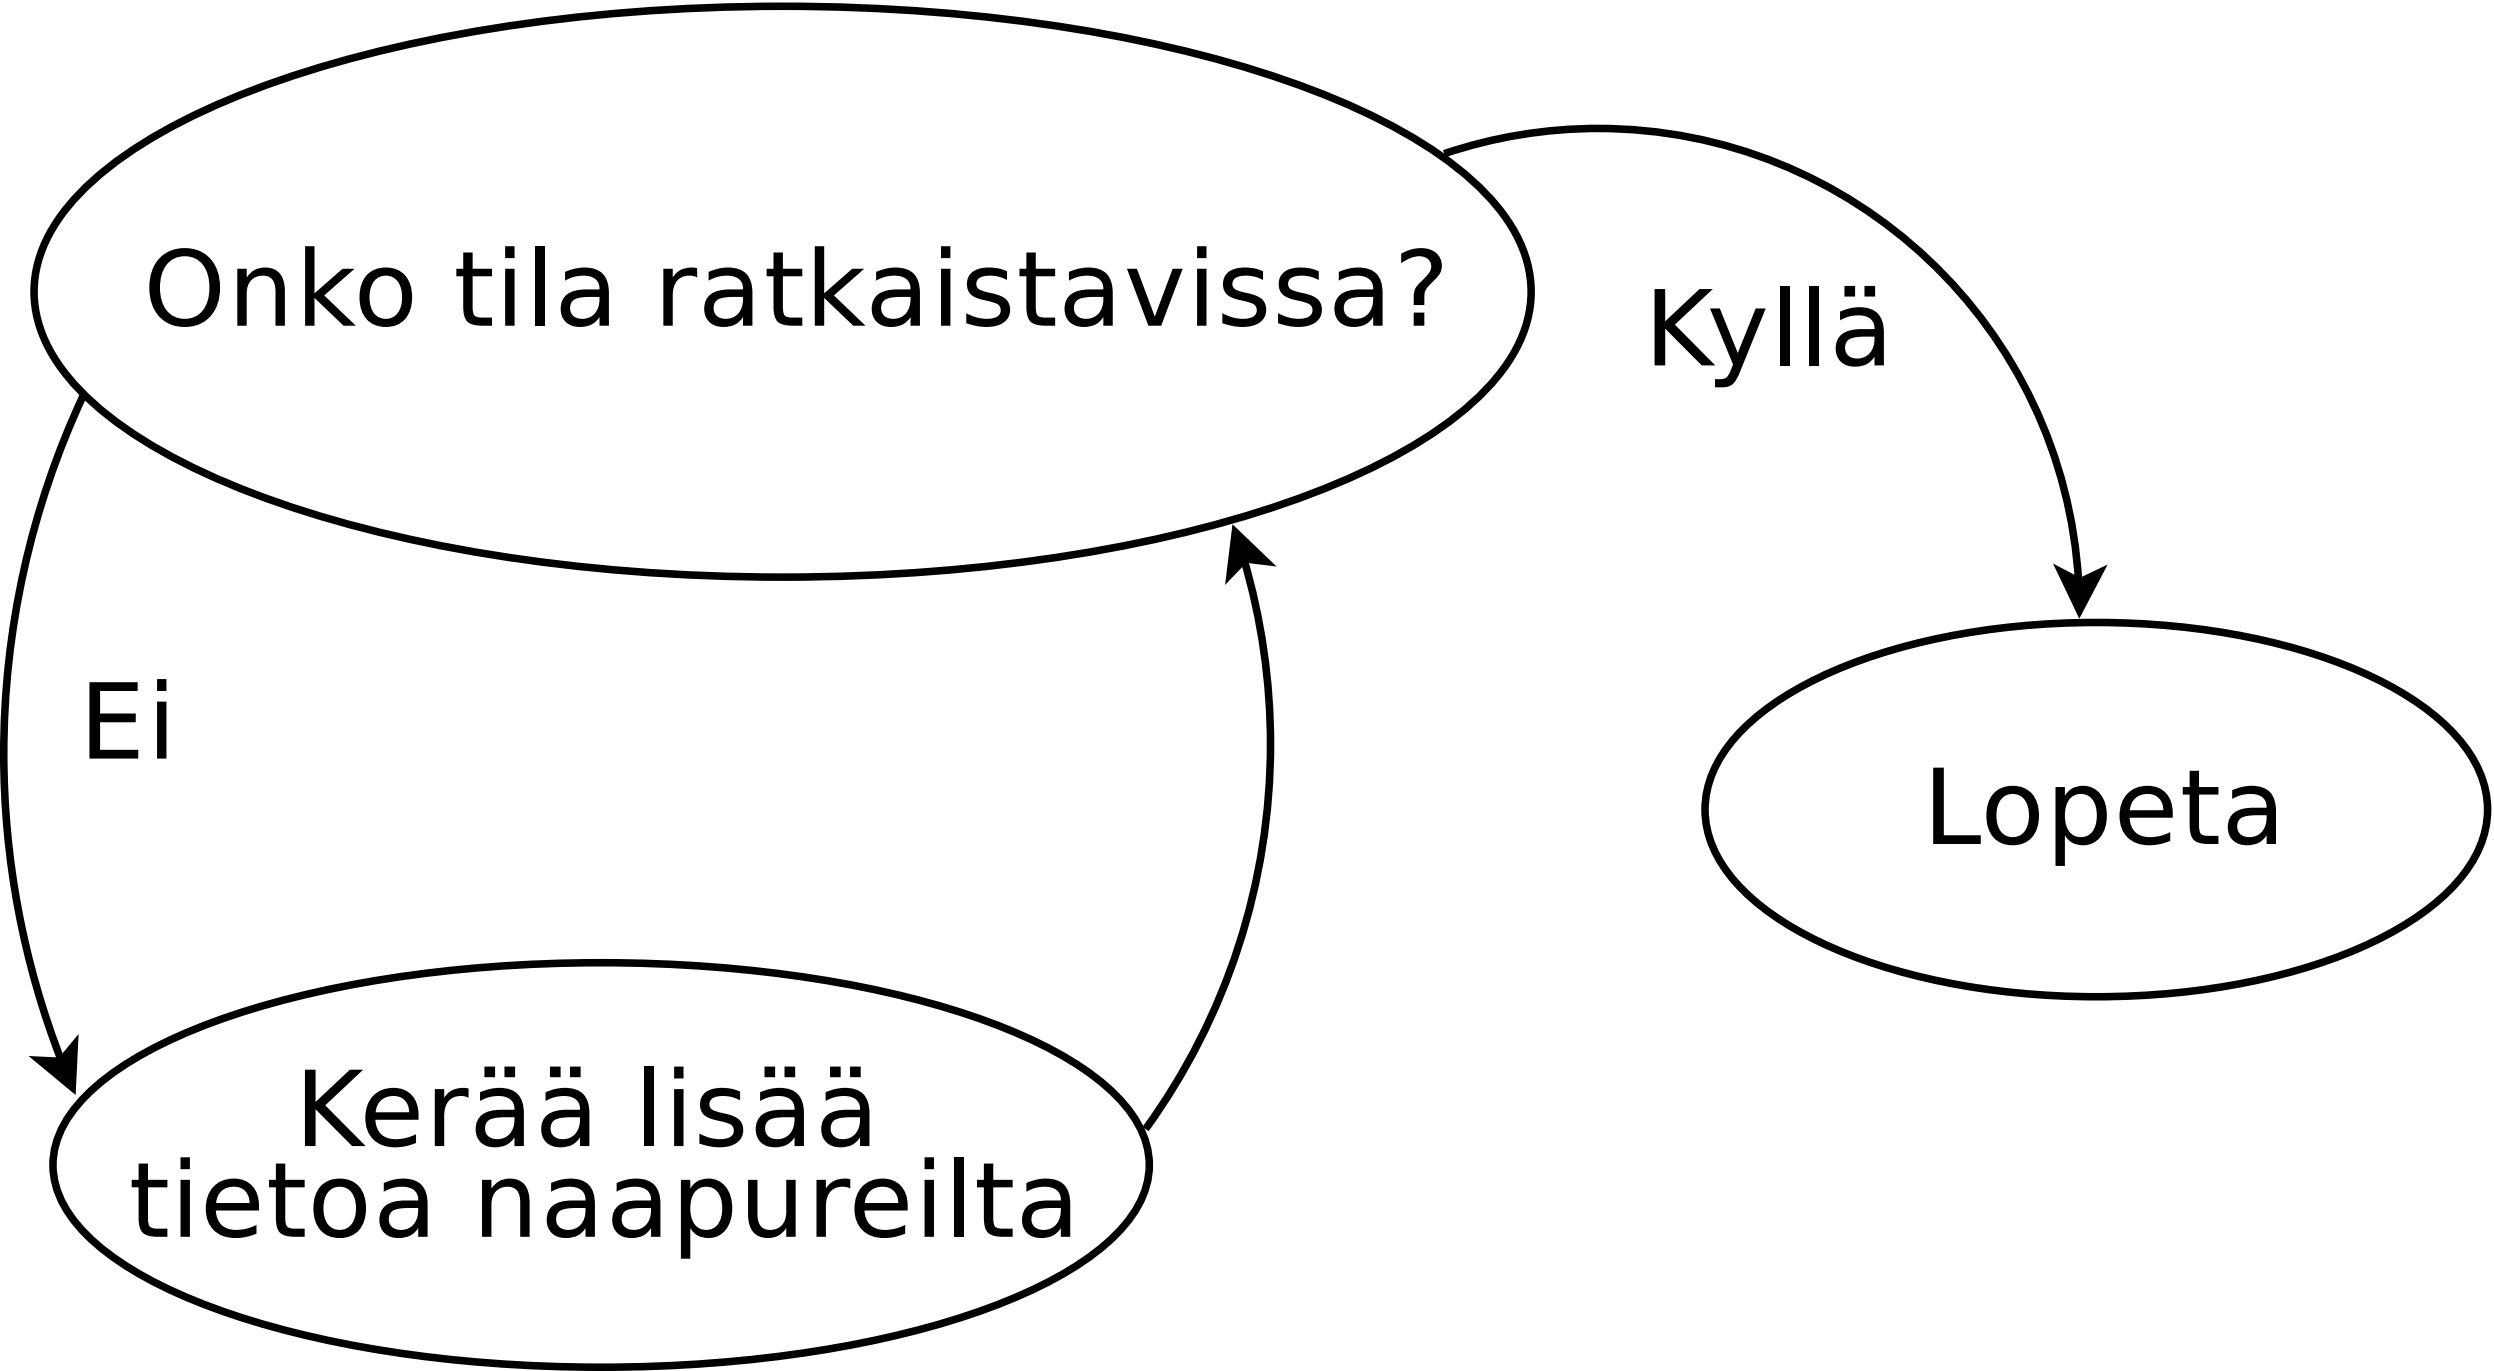 Onko tila ratkaistavissa?
Kyllä
Ei
Lopeta
Kerää lisää
tietoa naapureilta